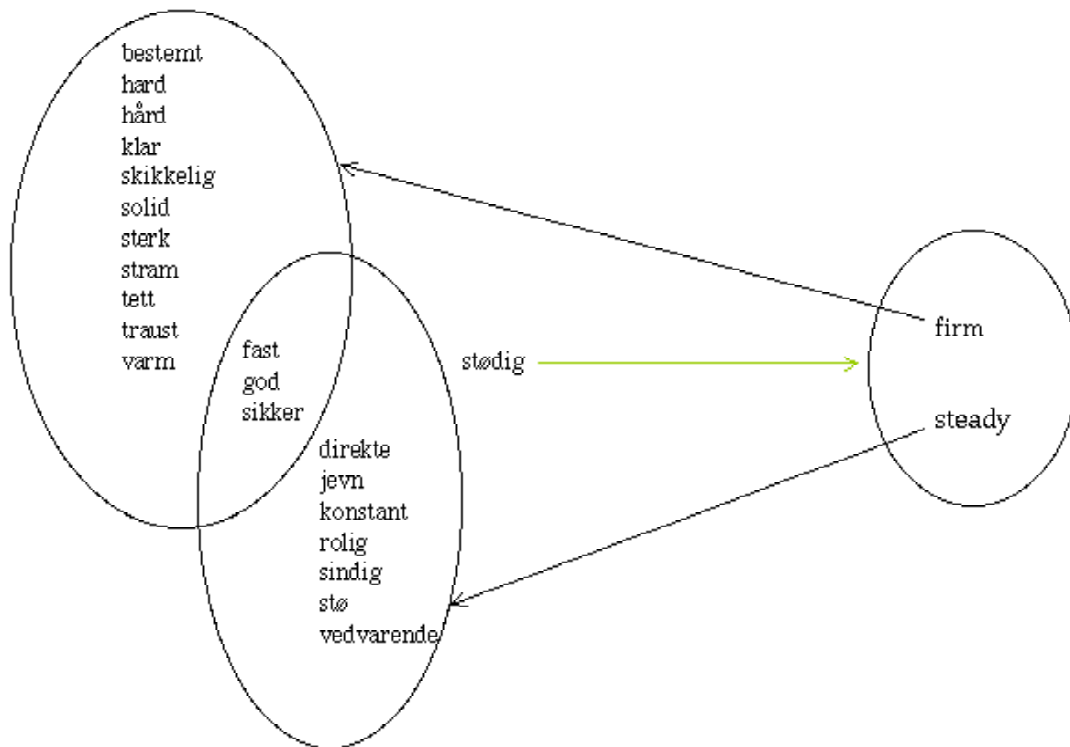 bestemt
hard
hård
klar
skikkelig
solid
sterk
stram
tett
traust
varm
fast
god
sikker
direkte
jevn
konstant
rolig
sindig
stø
vedvarende
stødig
firm
steady